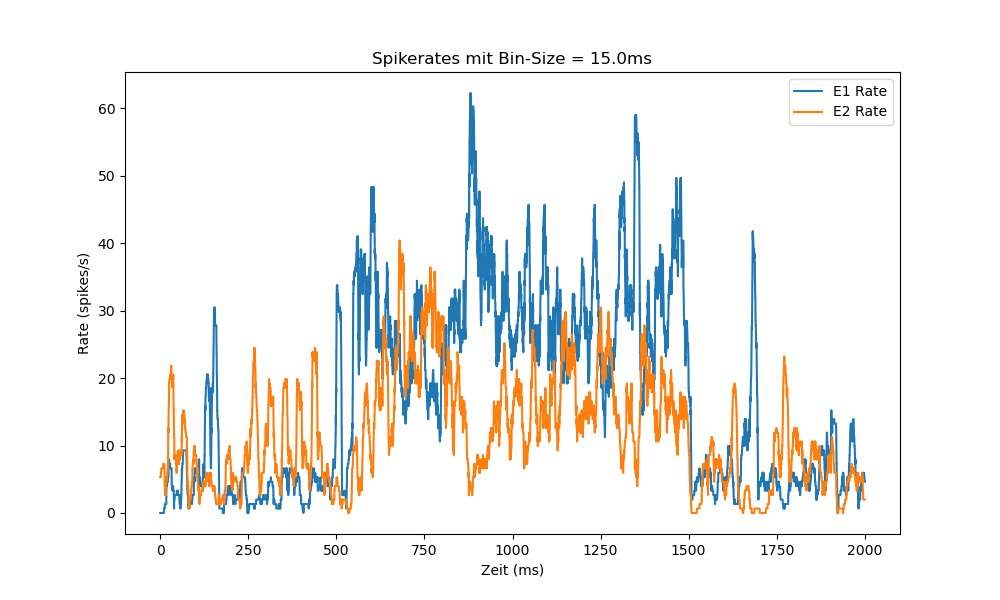 Spikerates mit Bin-Size = 15.0ms
E1 Rate
E2 Rate
Rate (spikes/s)
60
50
40
30
20
10
0
0 250 500 750 1000 1250 1500 1750 2000
Zeit (ms)